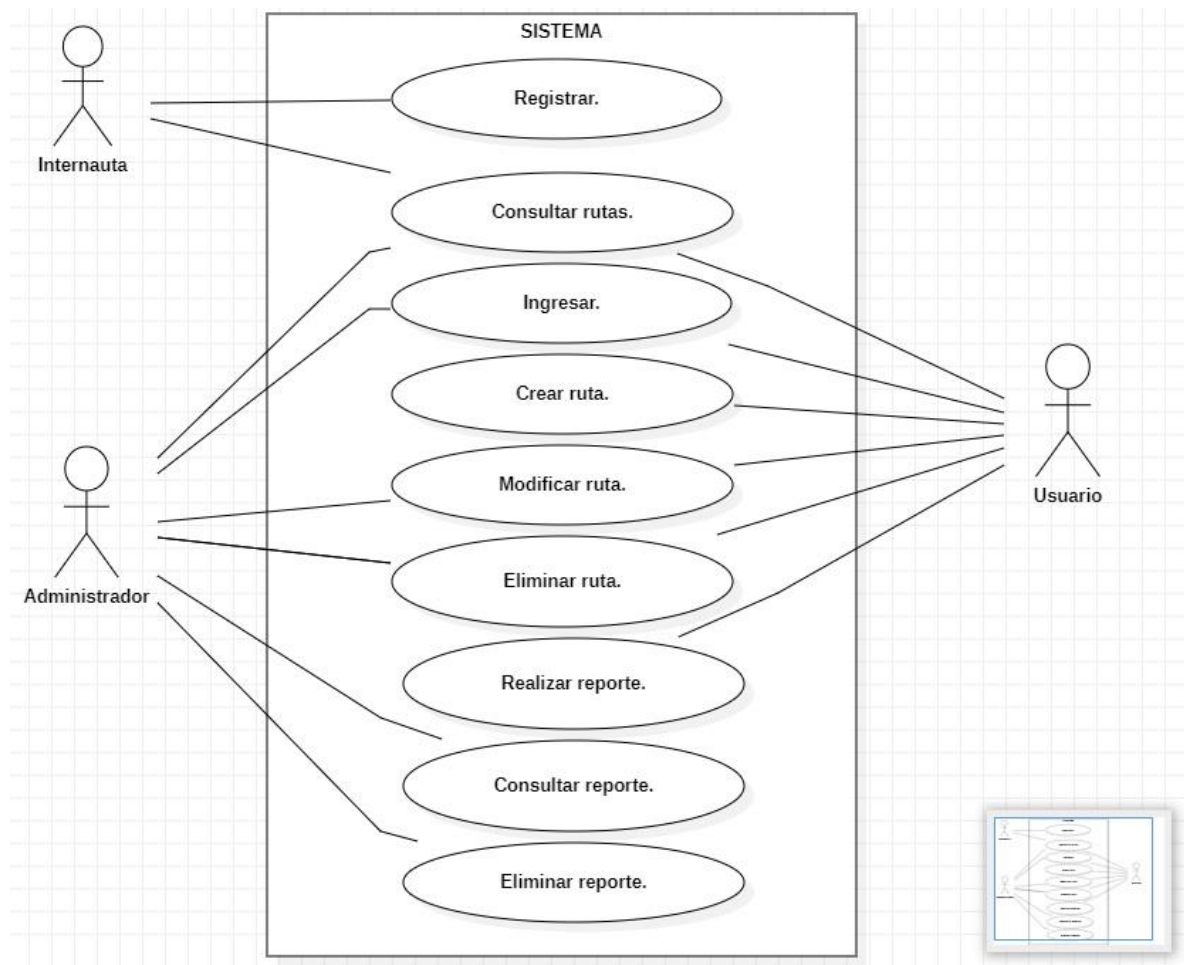 SISTEMA
Registrar.
Internauta
Consultar rutas.
Ingresar.
Crear ruta.
Modificar ruta.
Usuario
Eliminar ruta.
Administrador
Realizar reporte.
Consultar reporte.
Eliminar reporte.